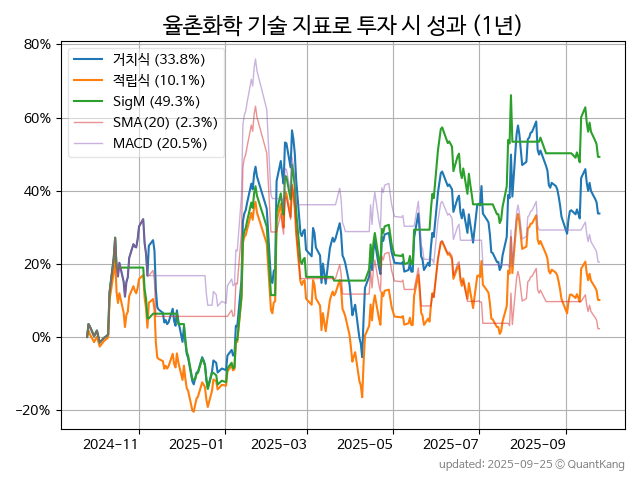 율촌화학 기술 지표로 투자 시 성과 (1년)
80%
60%
40%
20%
0%
−20%
거치식 (33.8%)
적립식 (10.1%)
SigM (49.3%)
SMA(20) (2.3%)
MACD (20.5%)
2024-11
2025-01
2025-03
2025-05
2025-07
2025-09
updated: 2025-09-25 © QuantKang